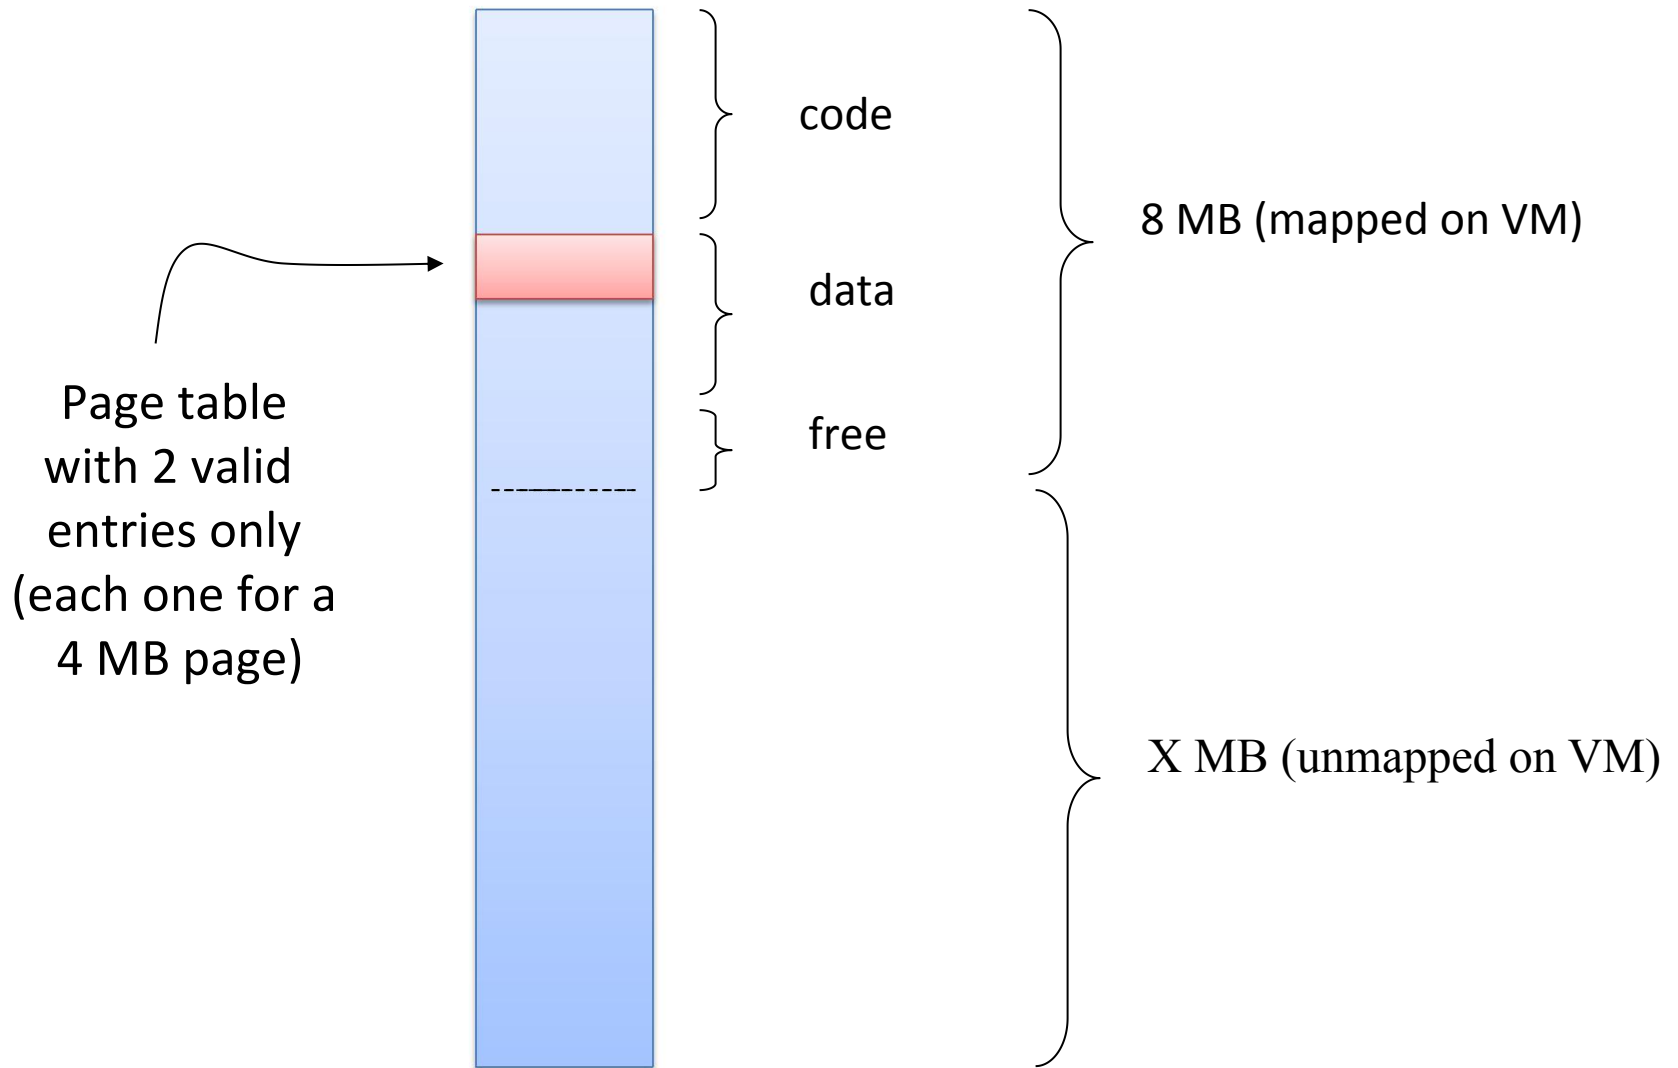 code
8 MB (mapped on VM)
data
Page table
with 2 valid
entries only
(each one for a
4 MB page)
free
X MB (unmapped on VM)